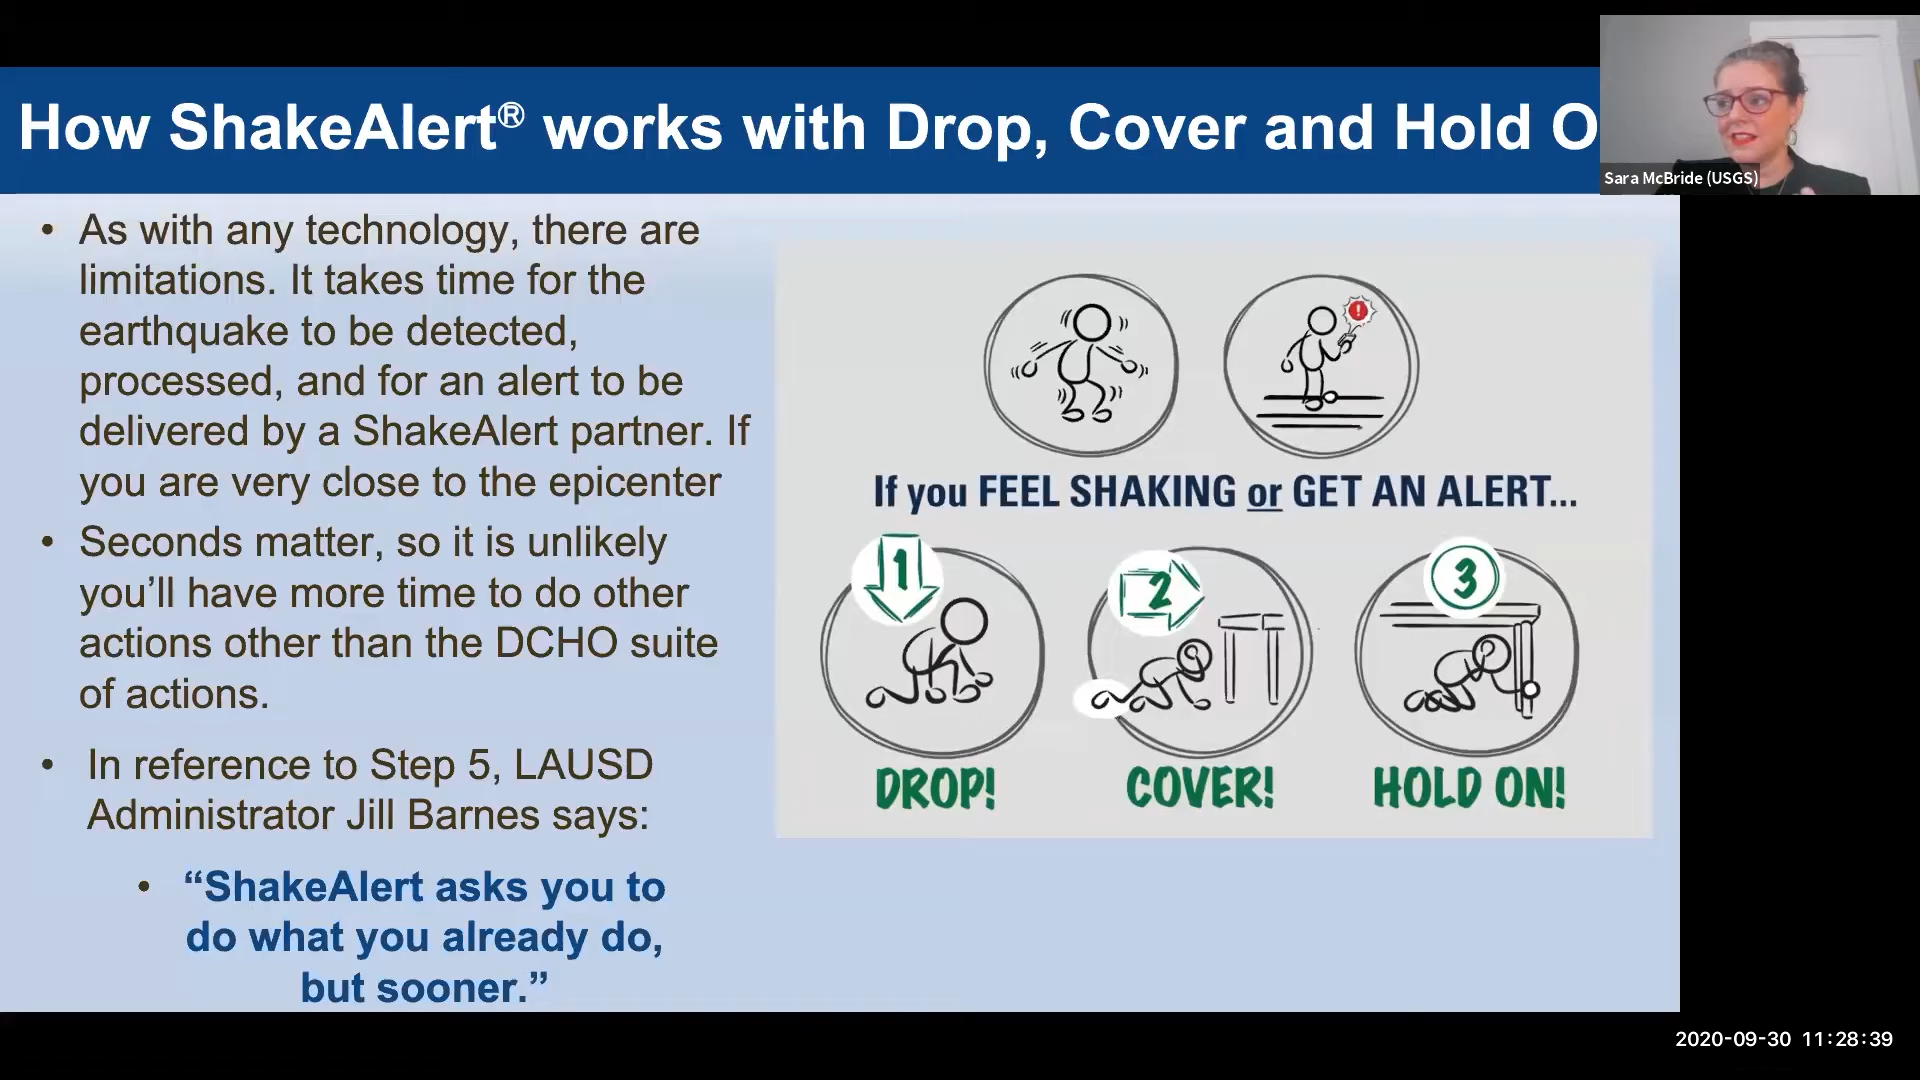 How ShakeAlert® works with Drop, Cover and Hold O
Sara McBride (USGS)
• As with any technology, there are
limitations. It takes time for the
earthquake to be detected,
processed, and for an alert to be
delivered by a ShakeAlert partner. If
you are very close to the epicenter
• Seconds matter, so it is unlikely
you’ll have more time to do other
actions other than the DCHO suite
of actions.
• In reference to Step 5, LAUSD
Administrator Jill Barnes says:
• “ShakeAlert asks you to
do what you already do,
but sooner.”
!
If you FEEL SHAKING or GET AN ALERT...
1
2
3
DROP!
COVER!
HOLD ON!
2020-09-30 11:28:39